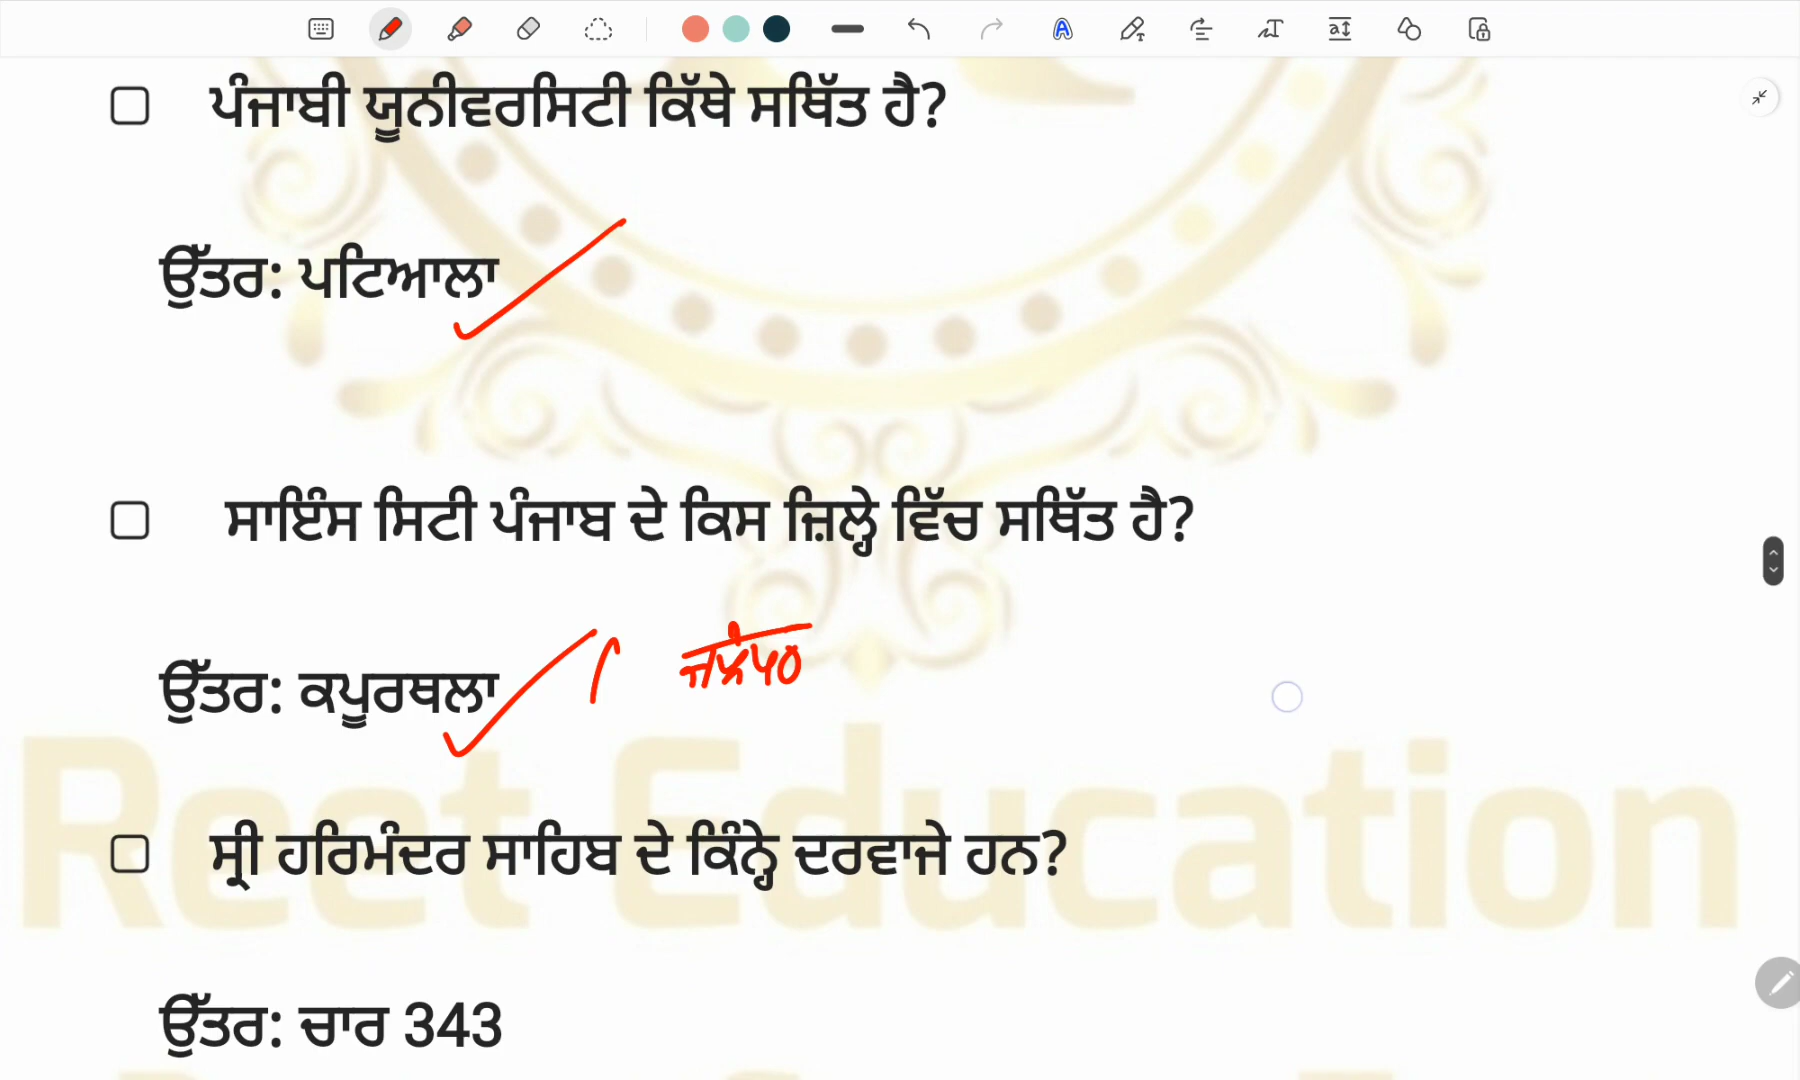 ਪੰਜਾਬੀ ਯੂਨੀਵਰਸਿਟੀ ਕਿੱਥੇ ਸਥਿੱਤ ਹੈ?
ਉੱਤਰ: ਪਟਿਆਲਾ
ਸਾਇੰਸ ਸਿਟੀ ਪੰਜਾਬ ਦੇ ਕਿਸ ਜ਼ਿਲ੍ਹੇ ਵਿੱਚ ਸਥਿੱਤ ਹੈ?
ਉੱਤਰ: ਕਪੂਰਥਲਾ
ਸ੍ਰੀ ਹਰਿਮੰਦਰ ਸਾਹਿਬ ਦੇ ਕਿੰਨ੍ਹੇ ਦਰਵਾਜੇ ਹਨ?
Reet Education
ਉੱਤਰ: ਚਾਰ 343